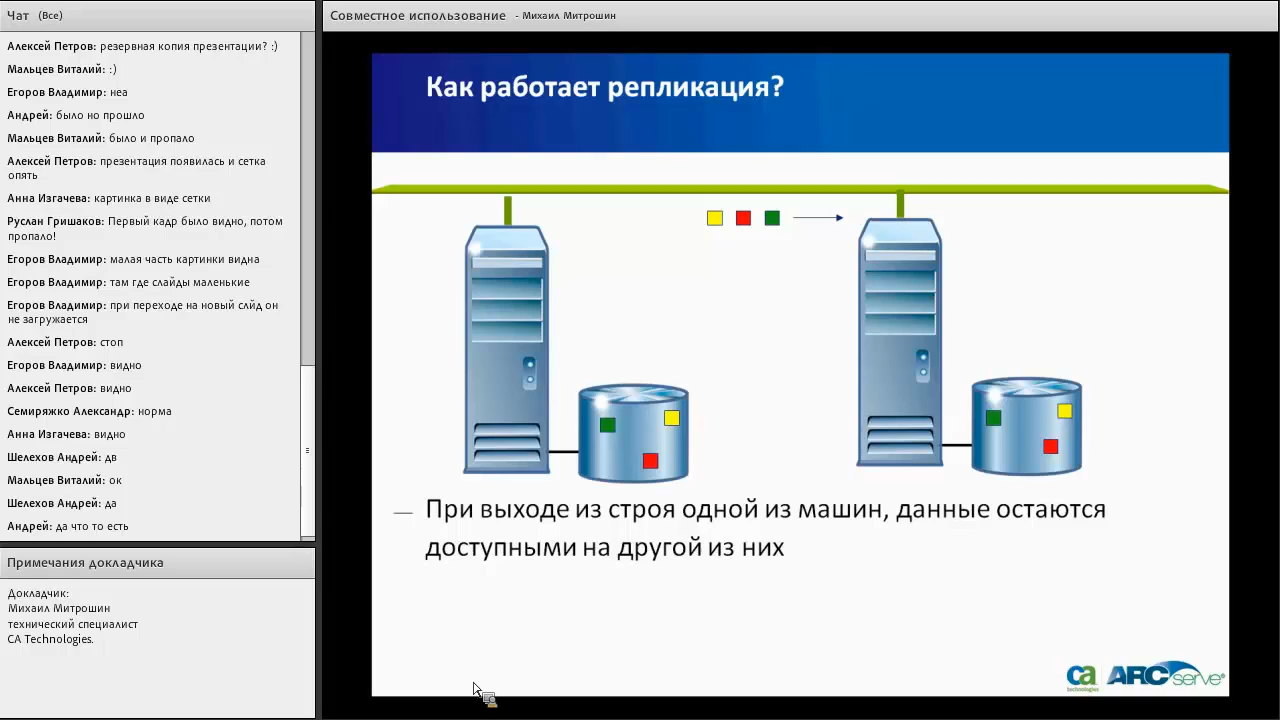 Чат (Все)
Алексей Петров: резервная копия презентации? :)
Мальцев Виталий: :)
Егоров Владимир: неа
Андрей: было но прошло
Мальцев Виталий: было и пропало
Алексей Петров: презентация появилась и сетка
опять
Анна Изгачева: картинка в виде сетки
Руслан Гришаков: Первый кадр было видно, потом
пропало!
Егоров Владимир: малая часть картинки видна
Егоров Владимир: там где слайды маленькие
Егоров Владимир: при переходе на новый слйд он
не загружается
Алексей Петров: стоп
Егоров Владимир: видно
Алексей Петров: видно
Семиряжко Александр: норма
Анна Изгачева: видно
Шелехов Андрей: дв
Мальцев Виталий: ок
Шелехов Андрей: да
Андрей: да что то есть
Примечания докладчика
Докладчик:
Михаил Митрошин
технический специалист
CA Technologies.
Совместное использование - Михаил Митрошин
Как работает репликация?
— При выходе из строя одной из машин, данные остаются
доступными на другой из них
ca technologies ARCserve®